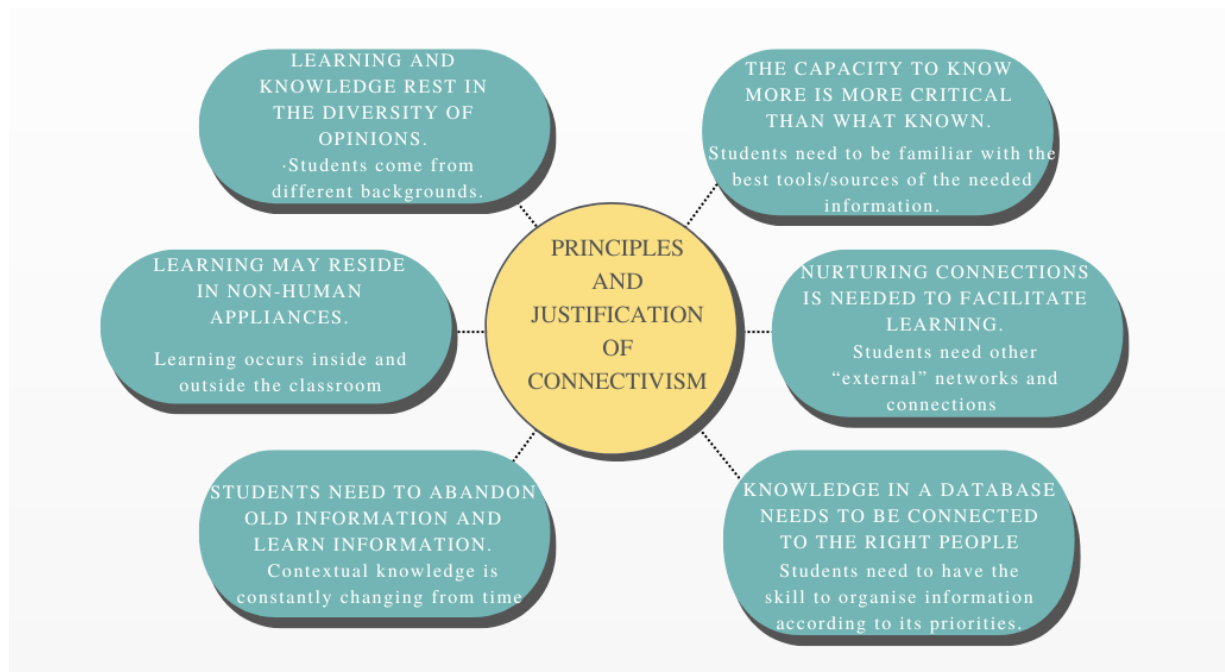 LEARNING AND
KNOWLEDGE REST IN
THE DIVERSITY OF
OPINIONS.
·Students come from
different backgrounds.
THE CAPACITY TO KNOW
MORE IS MORE CRITICAL
THAN WHAT KNOWN.
Students need to be familiar with the
best tools/sources of the needed
information.
PRINCIPLES
AND
JUSTIFICATION
OF
CONNECTIVISM
LEARNING MAY RESIDE
IN NON-HUMAN
APPLIANCES.
Learning occurs inside and
outside the classroom
NURTURING CONNECTIONS
IS NEEDED TO FACILITATE
LEARNING.
Students need other
“external” networks and
connections
STUDENTS NEED TO ABANDON
OLD INFORMATION AND
LEARN INFORMATION.
Contextual knowledge is
constantly changing from time
KNOWLEDGE IN A DATABASE
NEEDS TO BE CONNECTED
TO THE RIGHT PEOPLE
Students need to have the
skill to organise information
according to its priorities.